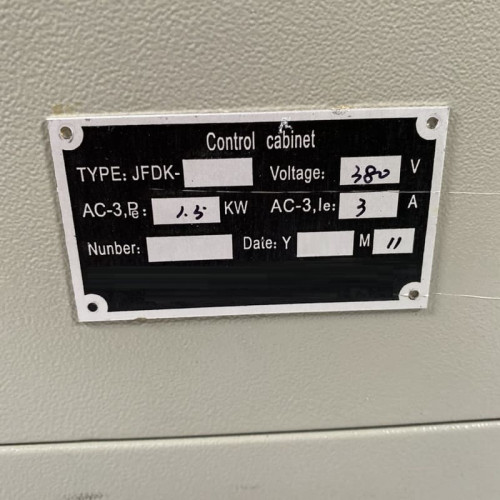 Control cabinet
TYPE: JFDK- Voltage: 380 V
AC-3,Pe: 1.5 KW AC-3,Ie: 3 A
Nunber: Date: Y M 11